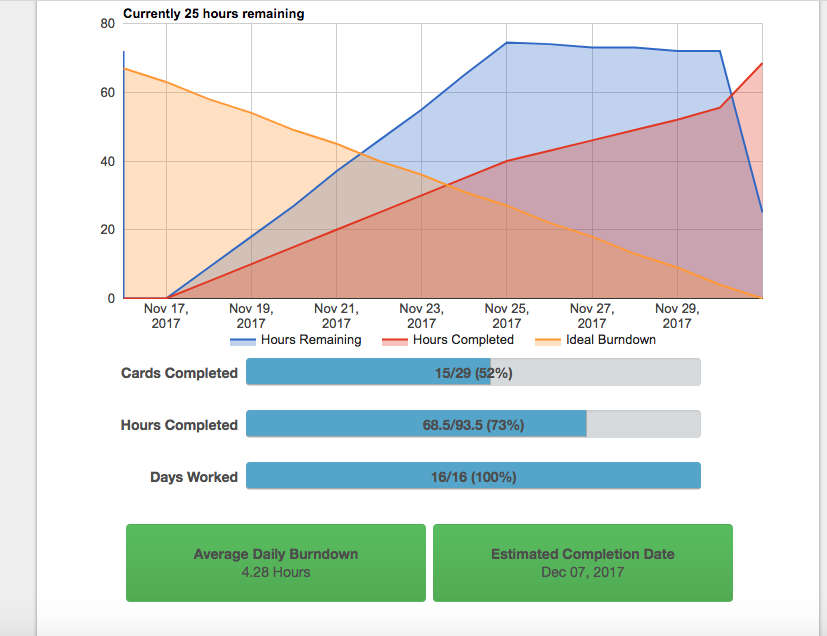 Currently 25 hours remaining
80
60
40
20
0
Nov 17, Nov 19, Nov 21, Nov 23, Nov 25, Nov 27, Nov 29,
2017 2017 2017 2017 2017 2017 2017
Hours Remaining Hours Completed Ideal Burndown
Cards Completed 15/29 (52%)
Hours Completed 68.5/93.5 (73%)
Days Worked 16/16 (100%)
Average Daily Burndown Estimated Completion Date
4.28 Hours Dec 07, 2017